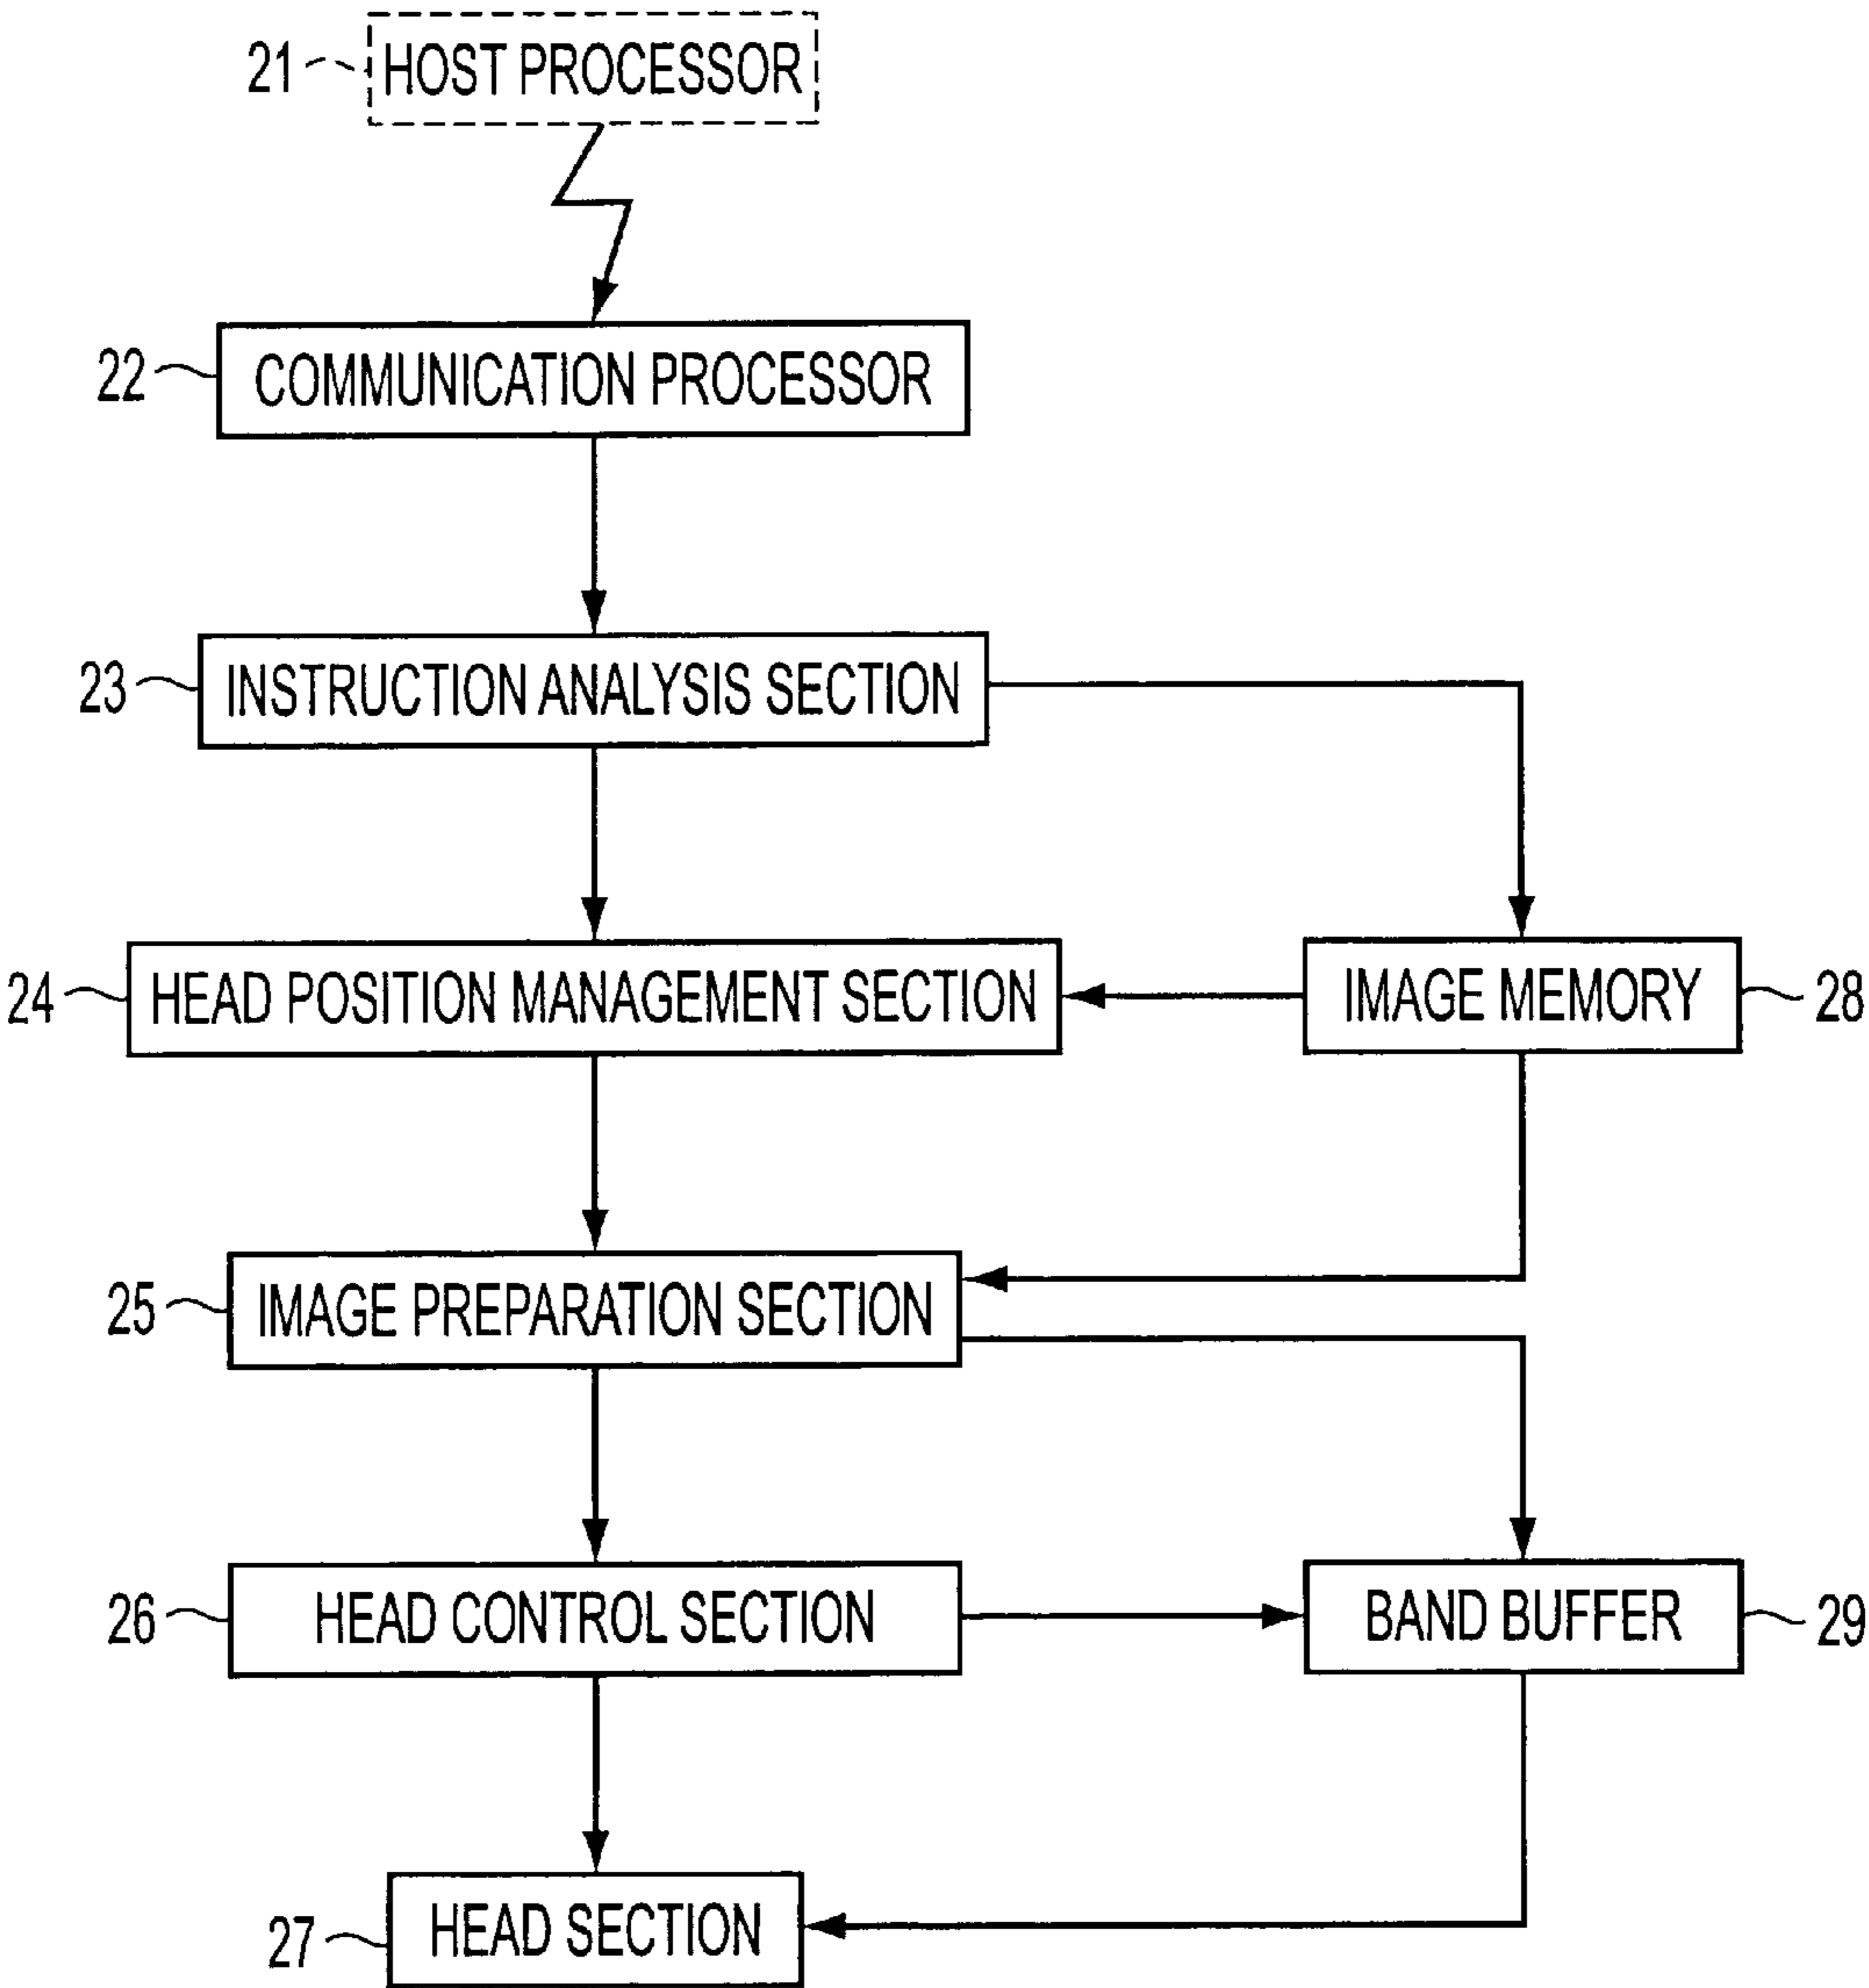 21 HOST PROCESSOR
22 COMMUNICATION PROCESSOR
23 INSTRUCTION ANALYSIS SECTION
24 HEAD POSITION MANAGEMENT SECTION
IMAGE MEMORY 28
25 IMAGE PREPARATION SECTION
26 HEAD CONTROL SECTION
BAND BUFFER 29
27 HEAD SECTION